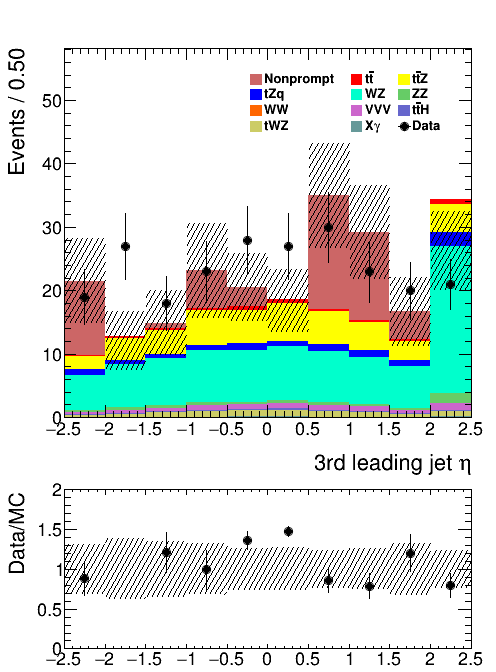 Events / 0.50
50
40
30
20
10
0
Nonprompt tt̄ tt̄Z
tZq WZ ZZ
WW VVV tt̄H
tWZ Xγ Data
−2.5 −2 −1.5 −1 −0.5 0 0.5 1 1.5 2 2.5
3rd leading jet η
Data/MC
2
1.5
1
0.5
0
−2.5 −2 −1.5 −1 −0.5 0 0.5 1 1.5 2 2.5